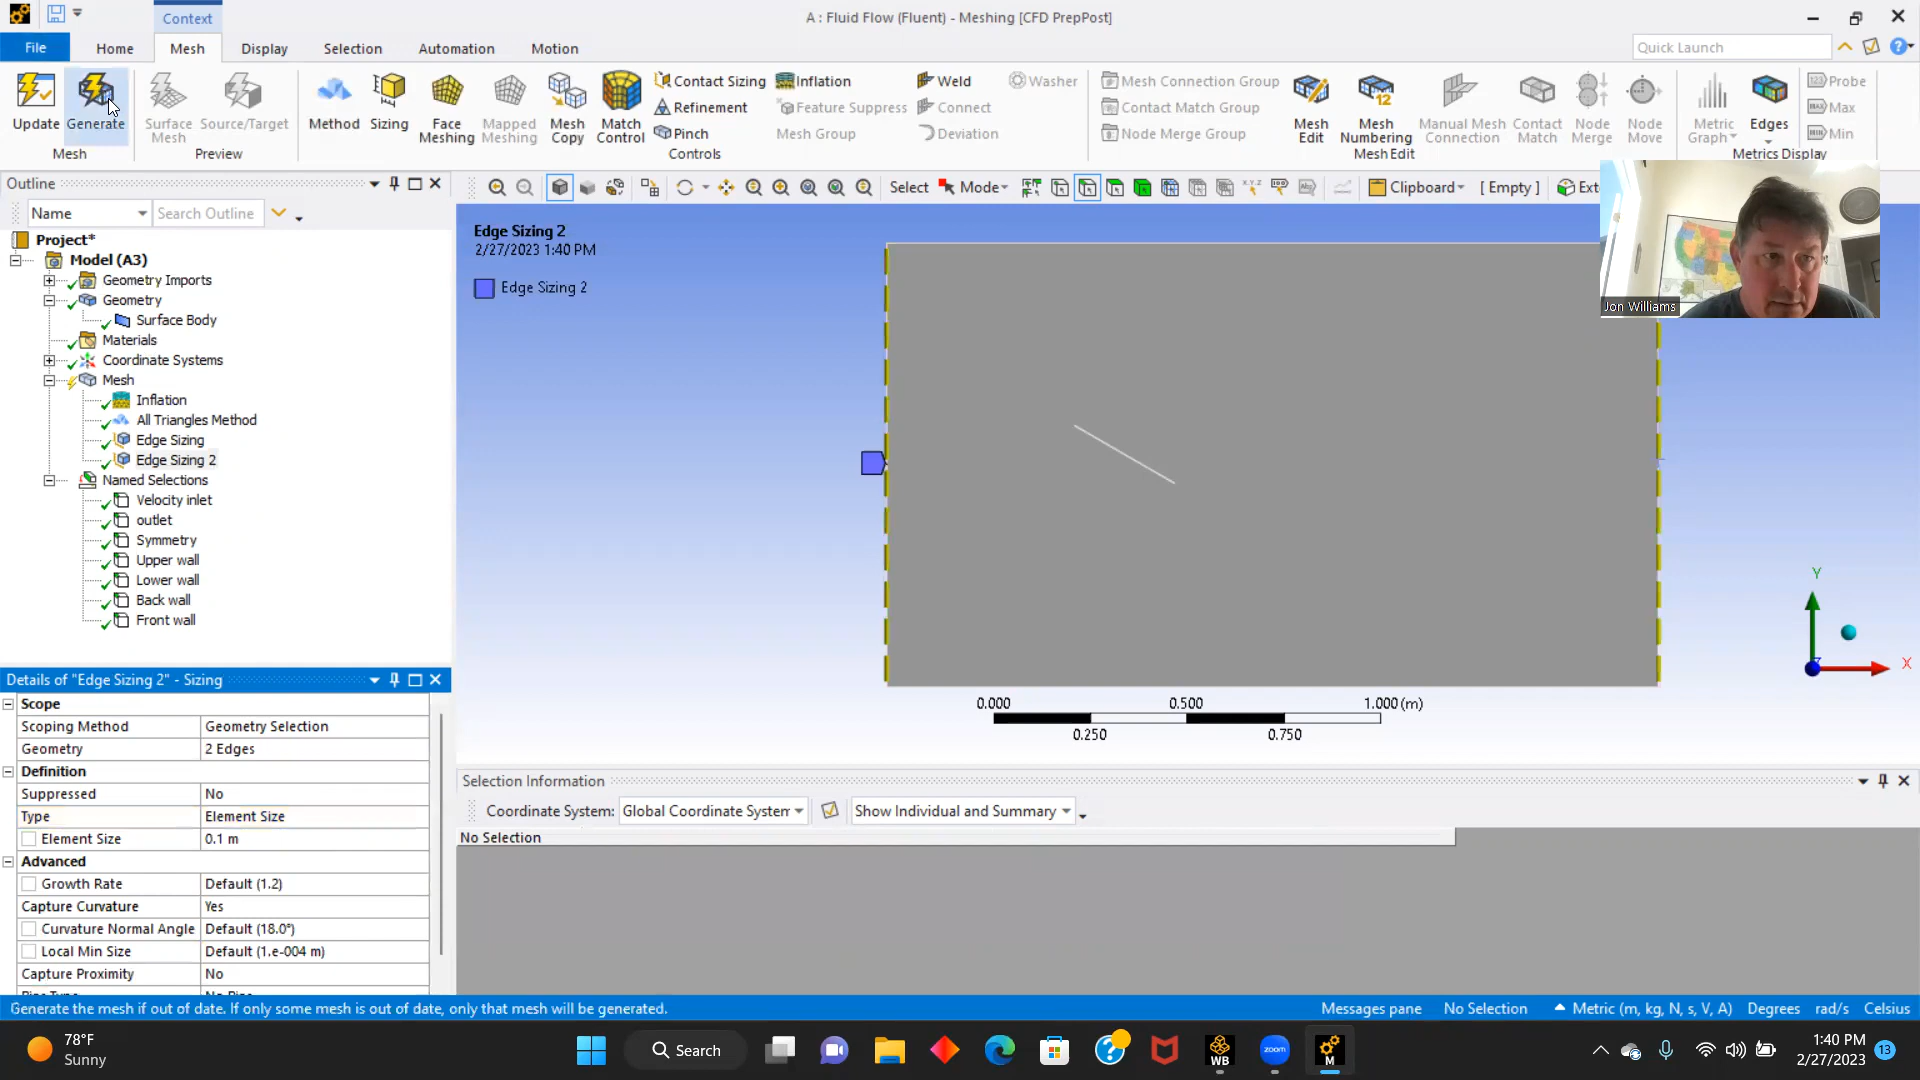 Context
A : Fluid Flow (Fluent) - Meshing [CFD PrepPost]
File
Home
Mesh
Display
Selection
Automation
Motion
Quick Launch
Update
Generate
Mesh
Surface Mesh
Source/Target
Preview
Method
Sizing
Face Meshing
Mapped Meshing
Mesh Copy
Match Control
Contact Sizing
Refinement
Pinch
Inflation
Feature Suppress
Mesh Group
Weld
Connect
Deviation
Washer
Controls
Mesh Connection Group
Contact Match Group
Node Merge Group
Mesh Edit
Mesh Numbering
Manual Mesh Connection
Contact Match
Node Merge
Node Move
Mesh Edit
Metric Graph
Edges
Probe
Max
Min
Metrics Display
Outline
Name
Search Outline
Select
Mode
Clipboard
[ Empty ]
Ext
Project*
Model (A3)
Geometry Imports
Geometry
Surface Body
Materials
Coordinate Systems
Mesh
Inflation
All Triangles Method
Edge Sizing
Edge Sizing 2
Named Selections
Velocity inlet
outlet
Symmetry
Upper wall
Lower wall
Back wall
Front wall
Edge Sizing 2
2/27/2023 1:40 PM
Edge Sizing 2
Jon Williams
Y
X
Z
0.000
0.500
1.000 (m)
0.250
0.750
Details of "Edge Sizing 2" - Sizing
Scope
Scoping Method Geometry Selection
Geometry 2 Edges
Definition
Suppressed No
Type Element Size
Element Size 0.1 m
Advanced
Growth Rate Default (1.2)
Capture Curvature Yes
Curvature Normal Angle Default (18.0°)
Local Min Size Default (1.e-004 m)
Capture Proximity No
Selection Information
Coordinate System: Global Coordinate System
Show Individual and Summary
No Selection
Generate the mesh if out of date. If only some mesh is out of date, only that mesh will be generated.
Messages pane
No Selection
Metric (m, kg, N, s, V, A)
Degrees
rad/s
Celsius
78°F
Sunny
Search
WB
zoom
M
1:40 PM
2/27/2023
13